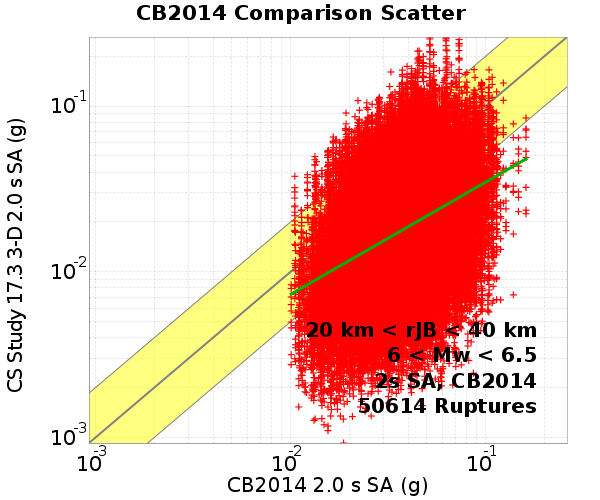 CB2014 Comparison Scatter
CS Study 17.3 3-D 2.0 s SA (g)
10-1
10-2
10-3
20 km < rJB < 40 km
6 < Mw < 6.5
2s SA, CB2014
50614 Ruptures
10-3 10-2 10-1
CB2014 2.0 s SA (g)